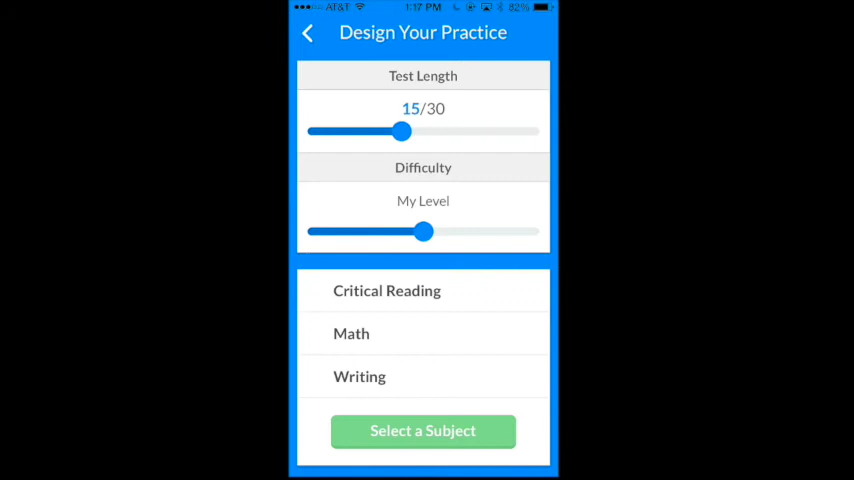 AT&T 1:17 PM 82%
Design Your Practice
Test Length
15/30
Difficulty
My Level
Critical Reading
Math
Writing
Select a Subject